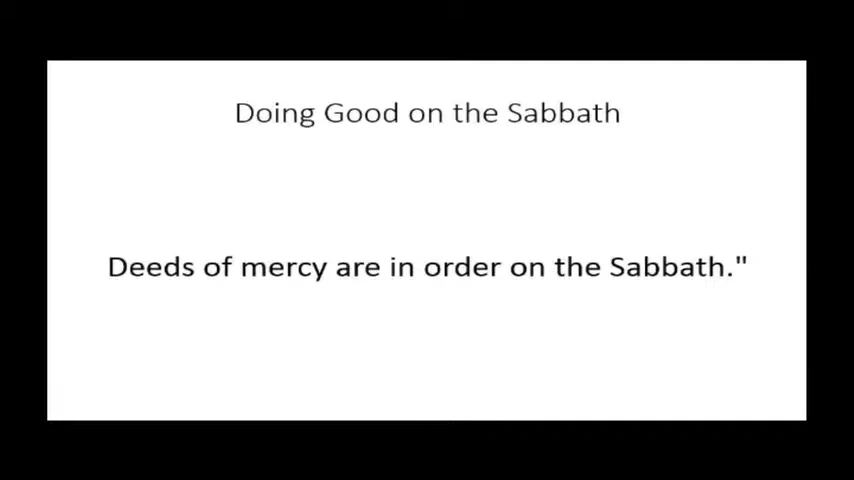 Doing Good on the Sabbath
Deeds of mercy are in order on the Sabbath."